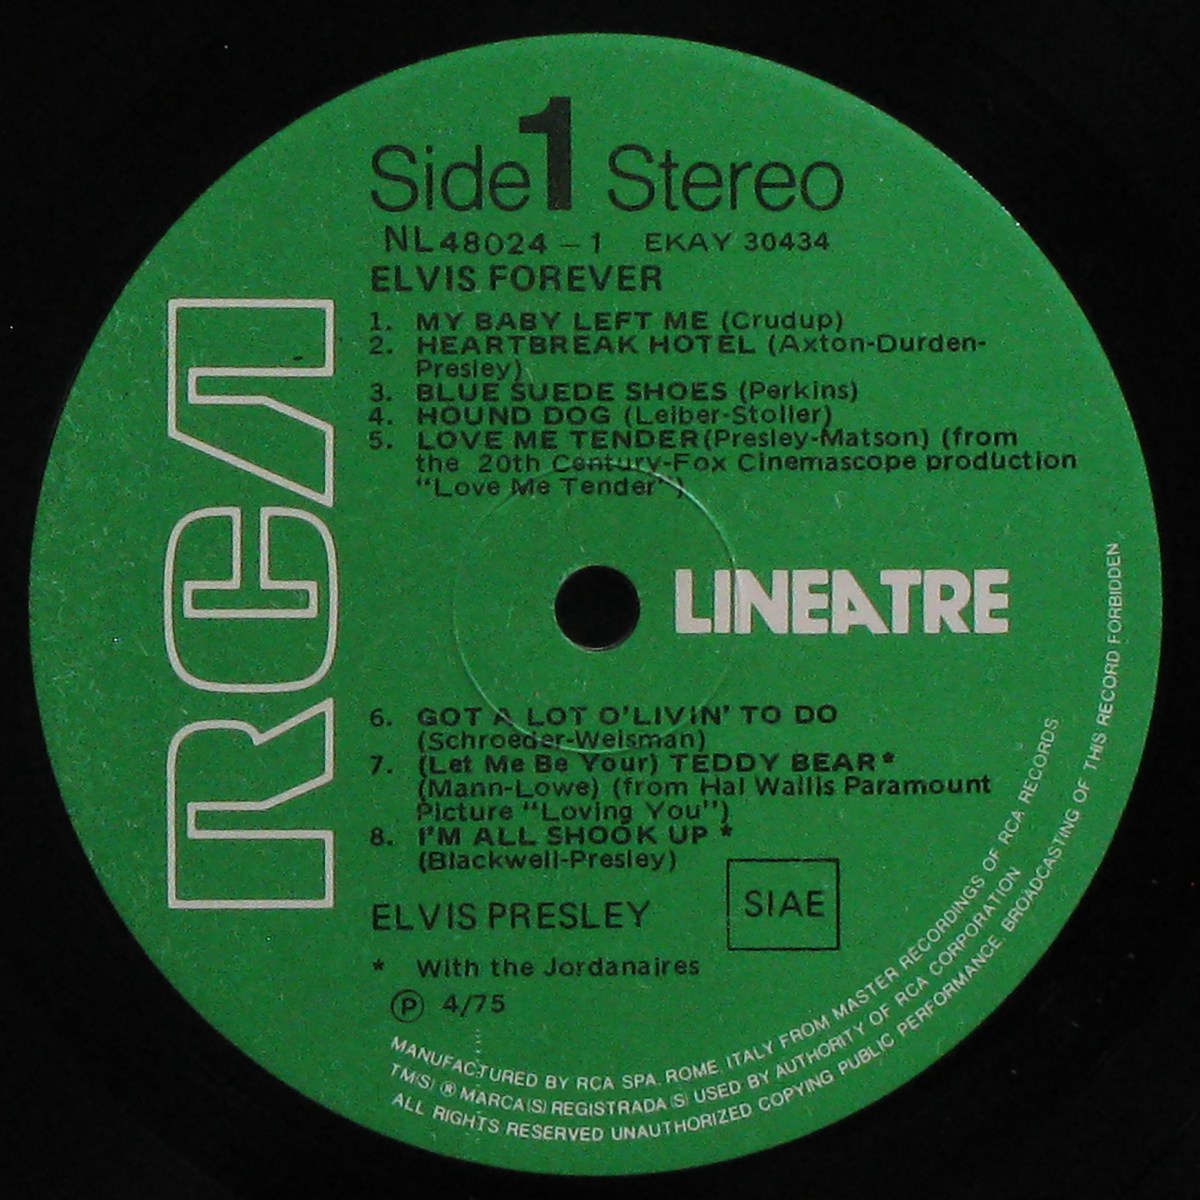 Side 1 Stereo
NL48024-1 EKAY 30434
ELVIS FOREVER
1. MY BABY LEFT ME (Crudup)
2. HEARTBREAK HOTEL (Axton-Durden-
Presley)
3. BLUE SUEDE SHOES (Perkins)
4. HOUND DOG (Leiber-Stoller)
5. LOVE ME TENDER(Presley-Matson) (from
the 20th Century-Fox Cinemascope production
"Love Me Tender")
RCA
LINEATRE
6. GOT A LOT O'LIVIN' TO DO
(Schroeder-Weisman)
7. (Let Me Be Your) TEDDY BEAR*
(Mann-Lowe) (from Hal Wallis Paramount
Picture "Loving You")
8. I'M ALL SHOOK UP *
(Blackwell-Presley)
SIAE
ELVIS PRESLEY
* With the Jordanaires
Ⓟ 4/75
MANUFACTURED BY RCA SPA. ROME. ITALY FROM MASTER RECORDINGS OF RCA RECORDS
TM(S) ® MARCA(S) REGISTRADA(S) USED BY AUTHORITY OF RCA CORPORATION
ALL RIGHTS RESERVED UNAUTHORIZED COPYING PUBLIC PERFORMANCE. BROADCASTING OF THIS RECORD FORBIDDEN